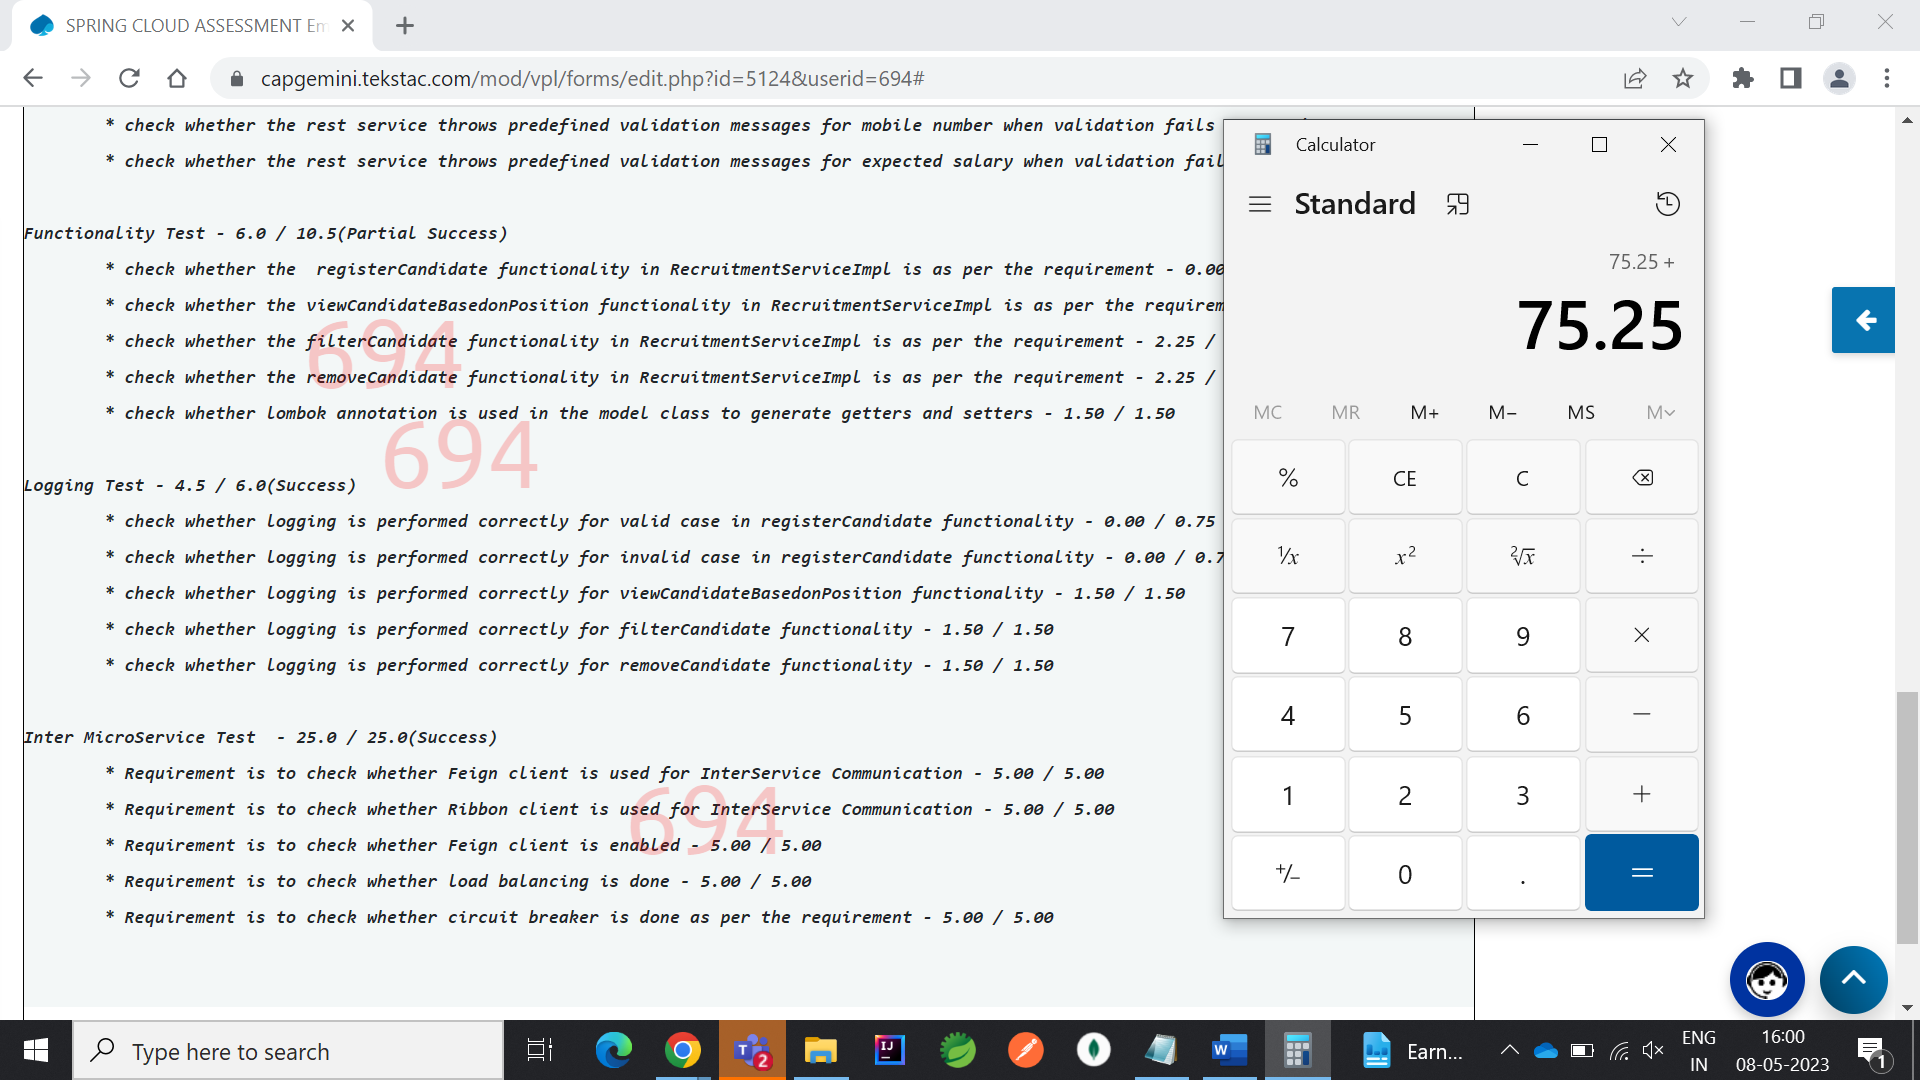 SPRING CLOUD ASSESSMENT Em
capgemini.tekstac.com/mod/vpl/forms/edit.php?id=5124&userid=694#
* check whether the rest service throws predefined validation messages for mobile number when validation fails
* check whether the rest service throws predefined validation messages for expected salary when validation fail
Functionality Test - 6.0 / 10.5(Partial Success)
* check whether the registerCandidate functionality in RecruitmentServiceImpl is as per the requirement - 0.00
* check whether the viewCandidateBasedonPosition functionality in RecruitmentServiceImpl is as per the requirem
* check whether the filterCandidate functionality in RecruitmentServiceImpl is as per the requirement - 2.25 /
* check whether the removeCandidate functionality in RecruitmentServiceImpl is as per the requirement - 2.25 /
* check whether lombok annotation is used in the model class to generate getters and setters - 1.50 / 1.50
694
694
Logging Test - 4.5 / 6.0(Success)
* check whether logging is performed correctly for valid case in registerCandidate functionality - 0.00 / 0.75
* check whether logging is performed correctly for invalid case in registerCandidate functionality - 0.00 / 0.7
* check whether logging is performed correctly for viewCandidateBasedonPosition functionality - 1.50 / 1.50
* check whether logging is performed correctly for filterCandidate functionality - 1.50 / 1.50
* check whether logging is performed correctly for removeCandidate functionality - 1.50 / 1.50
Inter MicroService Test - 25.0 / 25.0(Success)
* Requirement is to check whether Feign client is used for InterService Communication - 5.00 / 5.00
* Requirement is to check whether Ribbon client is used for InterService Communication - 5.00 / 5.00
* Requirement is to check whether Feign client is enabled - 5.00 / 5.00
* Requirement is to check whether load balancing is done - 5.00 / 5.00
* Requirement is to check whether circuit breaker is done as per the requirement - 5.00 / 5.00
694
Calculator
Standard
75.25 +
75.25
MC MR M+ M− MS M
% CE C
1/x x² ²√x ÷
7 8 9 ×
4 5 6 −
1 2 3 +
+/− 0 . =
Type here to search
T 2
IJ
W
Earn...
ENG
IN
16:00
08-05-2023
1